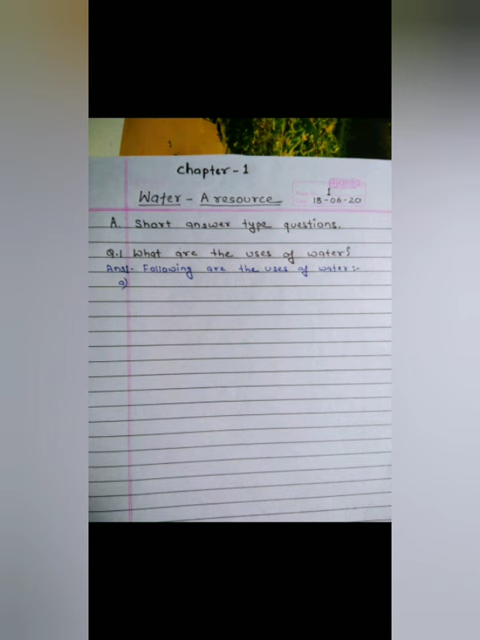 Chapter-1
1
Water - A resource
18-06-20
A. Short answer type questions.
Q.1 What are the uses of water?
Ans:- Following are the uses of water:-
a)